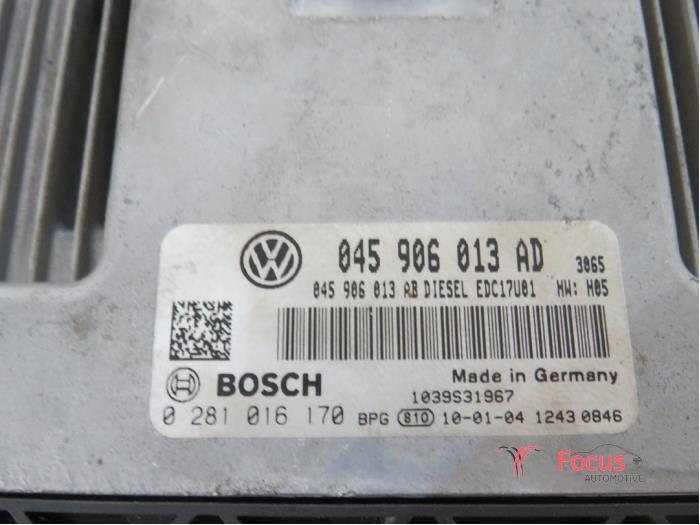 045 906 013 AD 3065
045 906 013 AB DIESEL EDC17U01 HW: H05
BOSCH
Made in Germany
1039S31967
0 281 016 170 BPG 810 10-01-04 1243 0846
Focus
AUTOMOTIVE